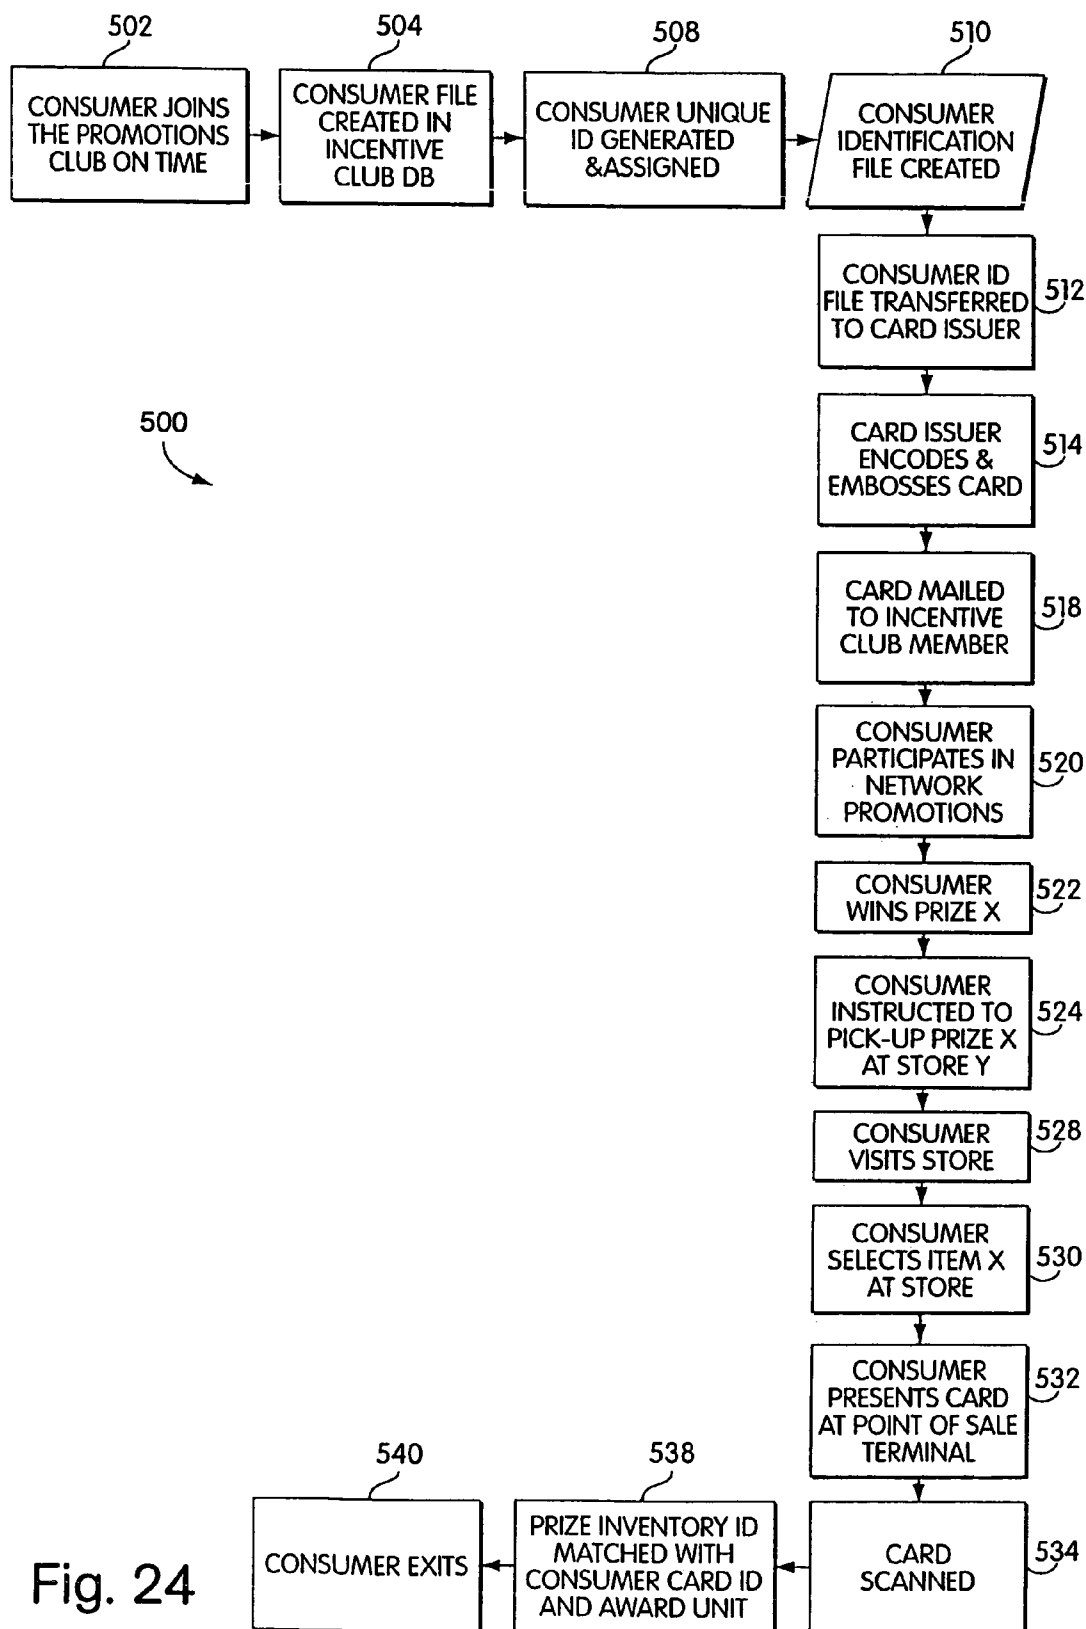 502
CONSUMER JOINS
THE PROMOTIONS
CLUB ON TIME
504
CONSUMER FILE
CREATED IN
INCENTIVE
CLUB DB
508
CONSUMER UNIQUE
ID GENERATED
&ASSIGNED
510
CONSUMER
IDENTIFICATION
FILE CREATED
CONSUMER ID
FILE TRANSFERRED
TO CARD ISSUER
512
500
CARD ISSUER
ENCODES &
EMBOSSES CARD
514
CARD MAILED
TO INCENTIVE
CLUB MEMBER
518
CONSUMER
PARTICIPATES IN
NETWORK
PROMOTIONS
520
CONSUMER
WINS PRIZE X
522
CONSUMER
INSTRUCTED TO
PICK-UP PRIZE X
AT STORE Y
524
CONSUMER
VISITS STORE
528
CONSUMER
SELECTS ITEM X
AT STORE
530
CONSUMER
PRESENTS CARD
AT POINT OF SALE
TERMINAL
532
CARD
SCANNED
534
538
PRIZE INVENTORY ID
MATCHED WITH
CONSUMER CARD ID
AND AWARD UNIT
540
CONSUMER EXITS
Fig. 24